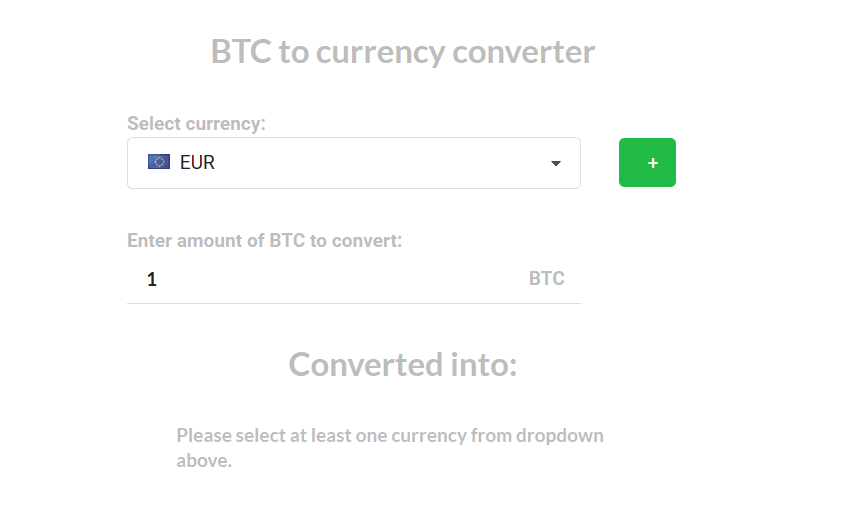 BTC to currency converter
Select currency:
EUR
+
Enter amount of BTC to convert:
1 BTC
Converted into:
Please select at least one currency from dropdown
above.